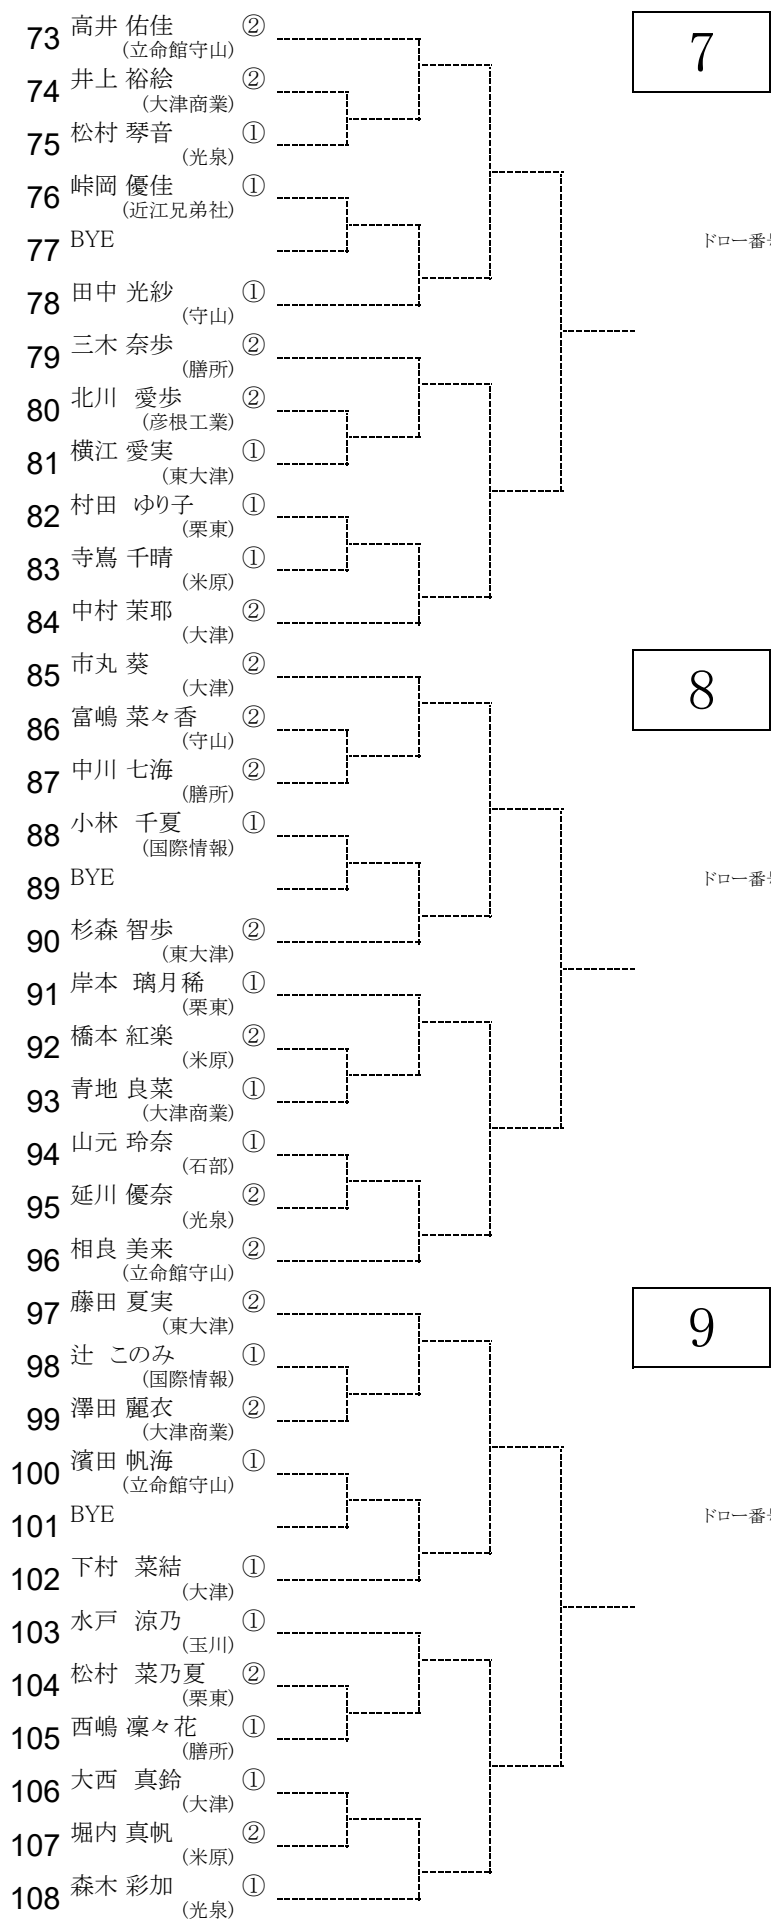 73 高井 佑佳 ②
(立命館守山)
7
74 井上 裕絵 ②
(大津商業)
75 松村 琴音 ①
(光泉)
76 峠岡 優佳 ①
(近江兄弟社)
77 BYE
ドロー番号
78 田中 光紗 ①
(守山)
79 三木 奈歩 ②
(膳所)
80 北川 愛歩 ②
(彦根工業)
81 横江 愛実 ①
(東大津)
82 村田 ゆり子 ①
(栗東)
83 寺嶌 千晴 ①
(米原)
84 中村 茉耶 ②
(大津)
85 市丸 葵 ②
(大津)
8
86 富嶋 菜々香 ②
(守山)
87 中川 七海 ②
(膳所)
88 小林 千夏 ①
(国際情報)
89 BYE
ドロー番号
90 杉森 智歩 ②
(東大津)
91 岸本 璃月稀 ①
(栗東)
92 橋本 紅楽 ②
(米原)
93 青地 良菜 ①
(大津商業)
94 山元 玲奈 ①
(石部)
95 延川 優奈 ②
(光泉)
96 相良 美来 ②
(立命館守山)
97 藤田 夏実 ②
(東大津)
9
98 辻 このみ ①
(国際情報)
99 澤田 麗衣 ②
(大津商業)
100 濱田 帆海 ①
(立命館守山)
101 BYE
ドロー番号
102 下村 菜結 ①
(大津)
103 水戸 涼乃 ①
(玉川)
104 松村 菜乃夏 ②
(栗東)
105 西嶋 凜々花 ①
(膳所)
106 大西 真鈴 ①
(大津)
107 堀内 真帆 ②
(米原)
108 森木 彩加 ①
(光泉)